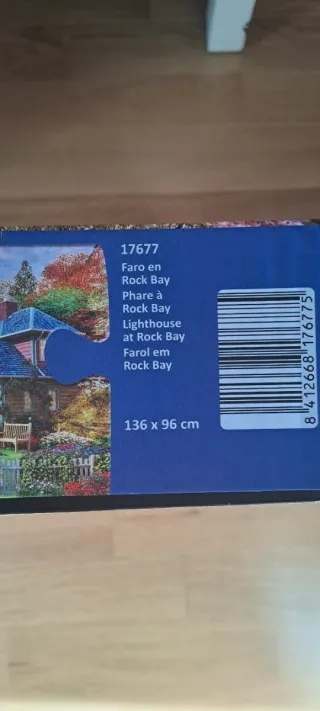 17677
Faro en
Rock Bay
Phare à
Rock Bay
Lighthouse
at Rock Bay
Farol em
Rock Bay
136 x 96 cm
8 412668 176775